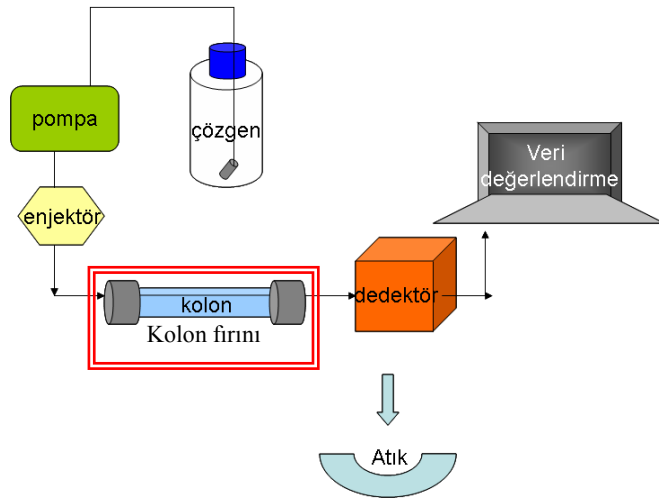 çözgen
pompa
enjektör
kolon
Kolon fırını
dedektör
Veri
değerlendirme
Atık